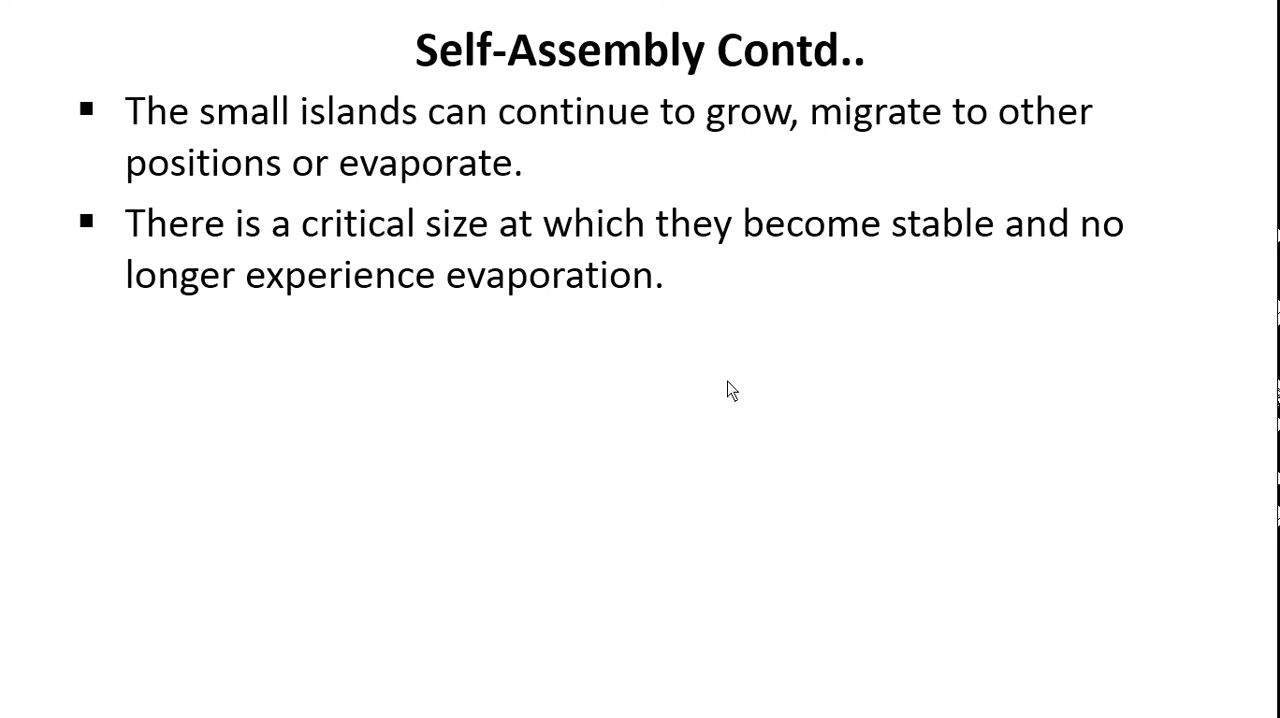 Self-Assembly Contd..
▪ The small islands can continue to grow, migrate to other
positions or evaporate.
▪ There is a critical size at which they become stable and no
longer experience evaporation.